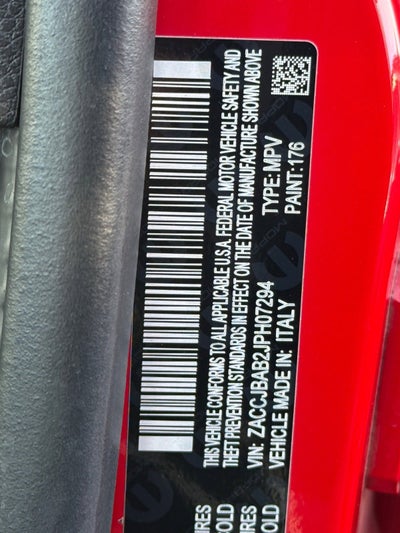 THIS VEHICLE CONFORMS TO ALL APPLICABLE U.S.A. FEDERAL MOTOR VEHICLE SAFETY AND
THEFT PREVENTION STANDARDS IN EFFECT ON THE DATE OF MANUFACTURE SHOWN ABOVE
VIN: ZACCJBAB2JPH07294 TYPE: MPV
VEHICLE MADE IN: ITALY PAINT: 176